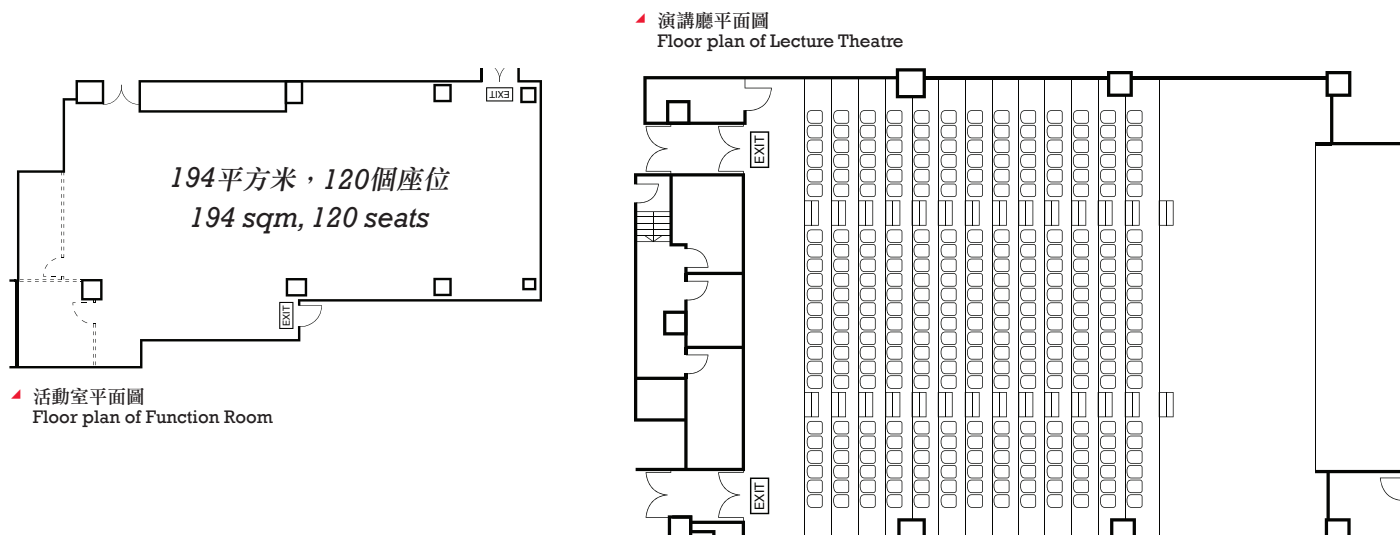 演講廳平面圖
Floor plan of Lecture Theatre
EXIT
194平方米，120個座位
194 sqm, 120 seats
EXIT
活動室平面圖
Floor plan of Function Room
EXIT
EXIT